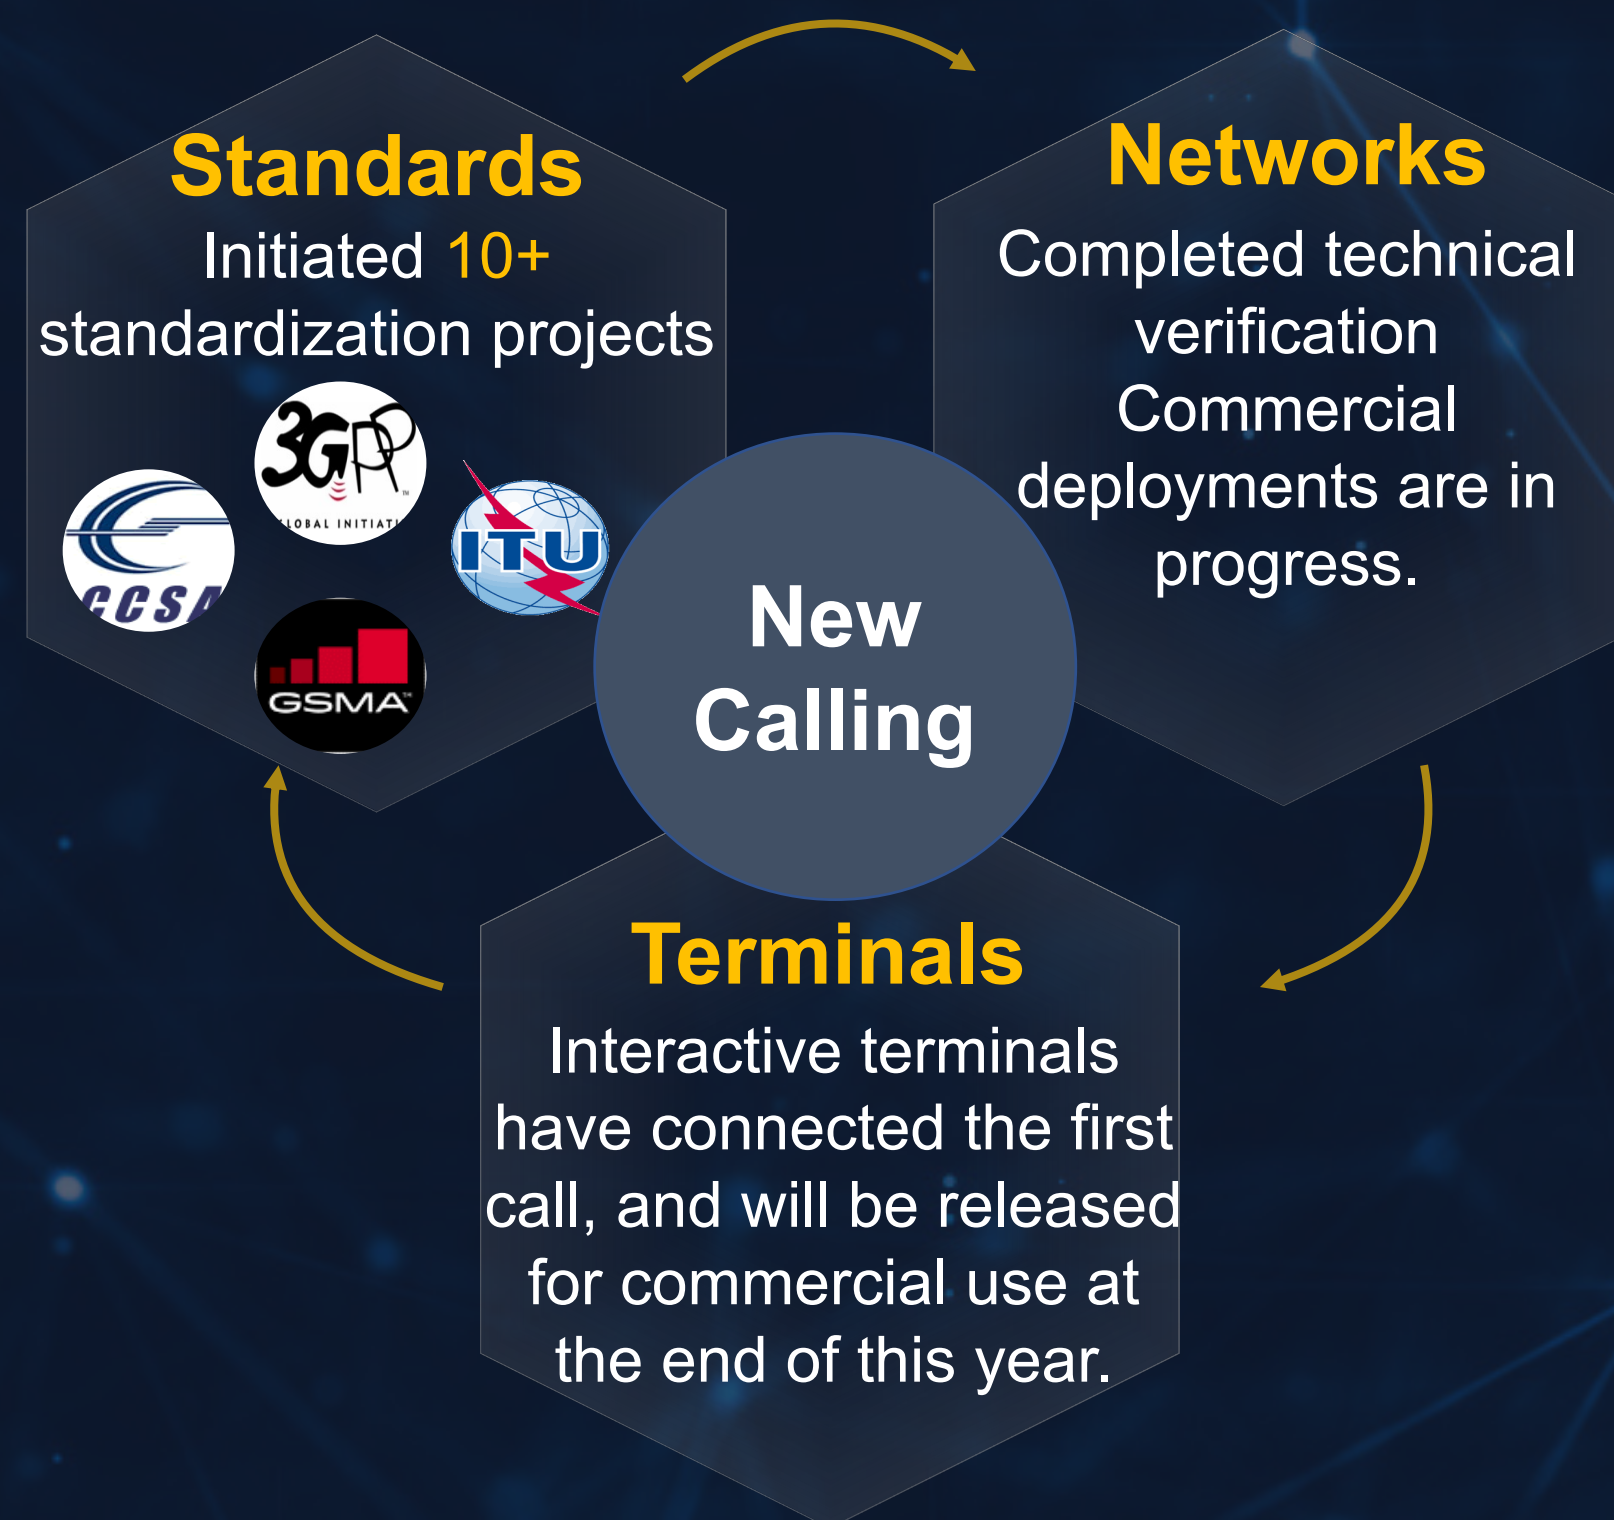 Standards
Initiated 10+
standardization projects
3GPP
GLOBAL INITIATI
CCSA
ITU
GSMA
Networks
Completed technical
verification
Commercial
deployments are in
progress.
New
Calling
Terminals
Interactive terminals
have connected the first
call, and will be released
for commercial use at
the end of this year.